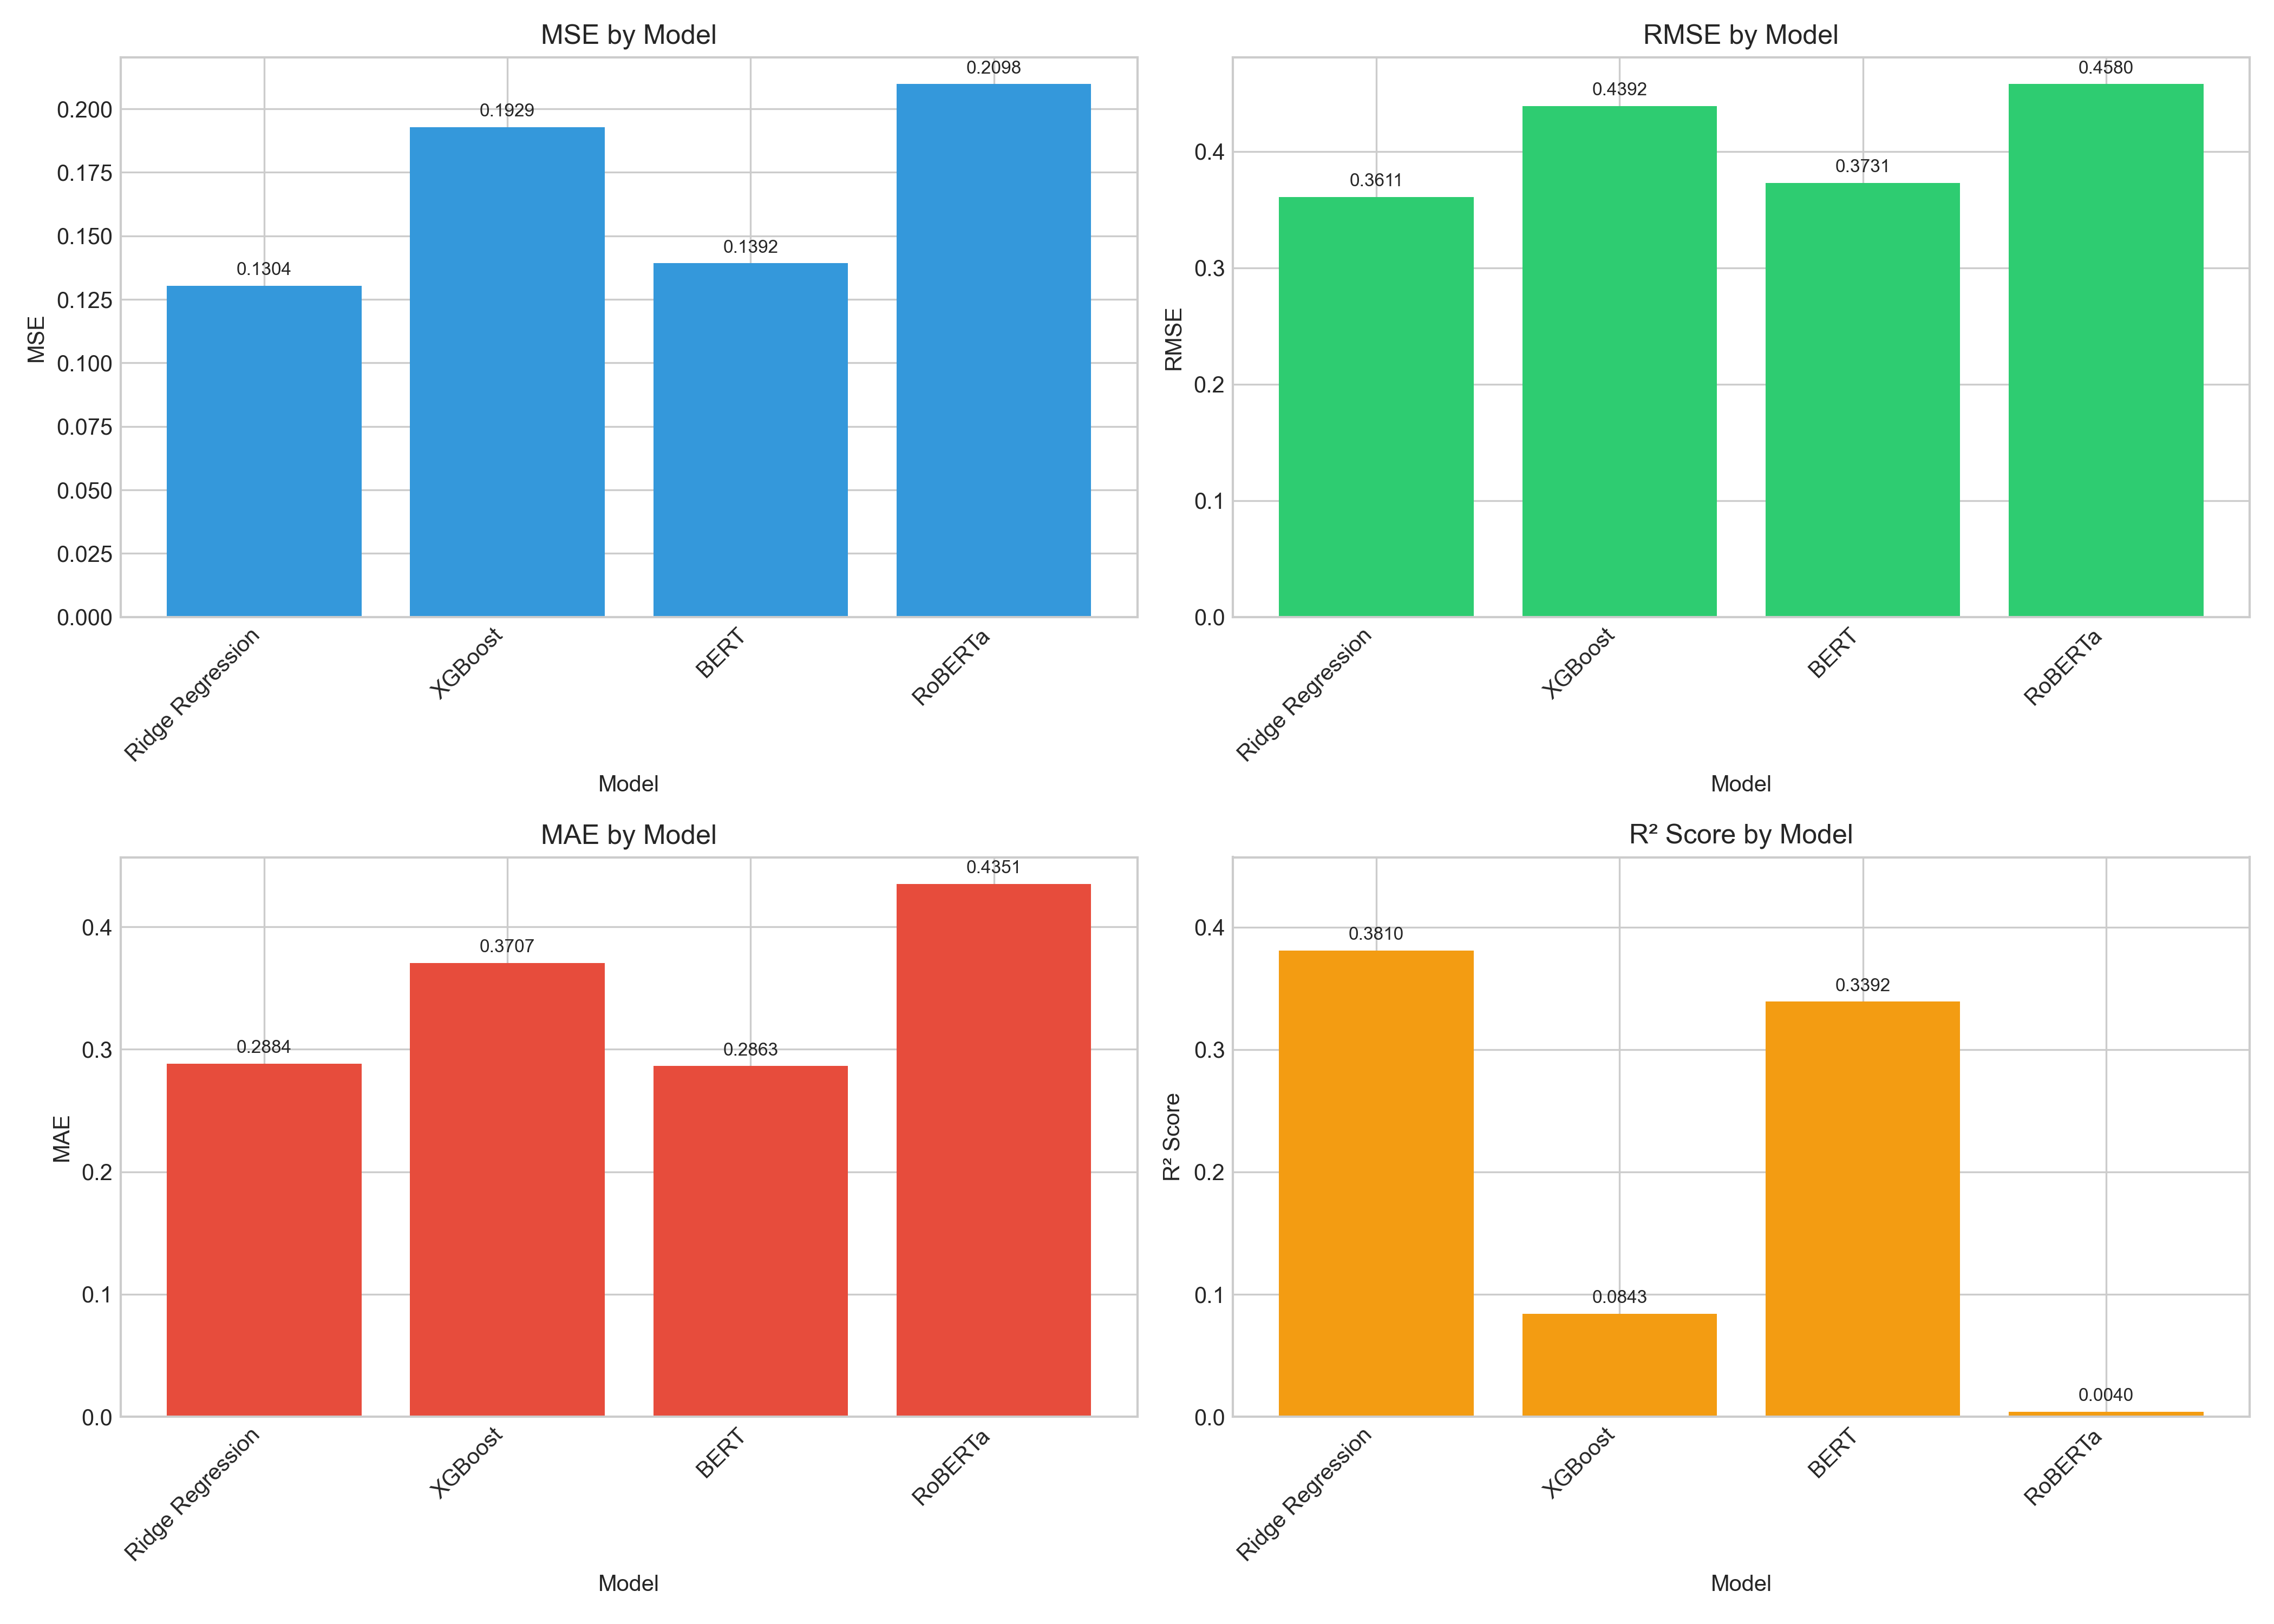 MSE by Model
0.2098
0.200
0.1929
0.175
0.150
0.1392
0.1304
0.125
MSE
0.100
0.075
0.050
0.025
0.000
Ridge Regression
XGBoost
BERT
RoBERTa
Model
RMSE by Model
0.4580
0.4392
0.4
0.3731
0.3611
0.3
RMSE
0.2
0.1
0.0
Ridge Regression
XGBoost
BERT
RoBERTa
Model
MAE by Model
0.4351
0.4
0.3707
0.3
0.2884
0.2863
MAE
0.2
0.1
0.0
Ridge Regression
XGBoost
BERT
RoBERTa
Model
R² Score by Model
0.4
0.3810
0.3392
0.3
R² Score
0.2
0.1
0.0843
0.0040
0.0
Ridge Regression
XGBoost
BERT
RoBERTa
Model